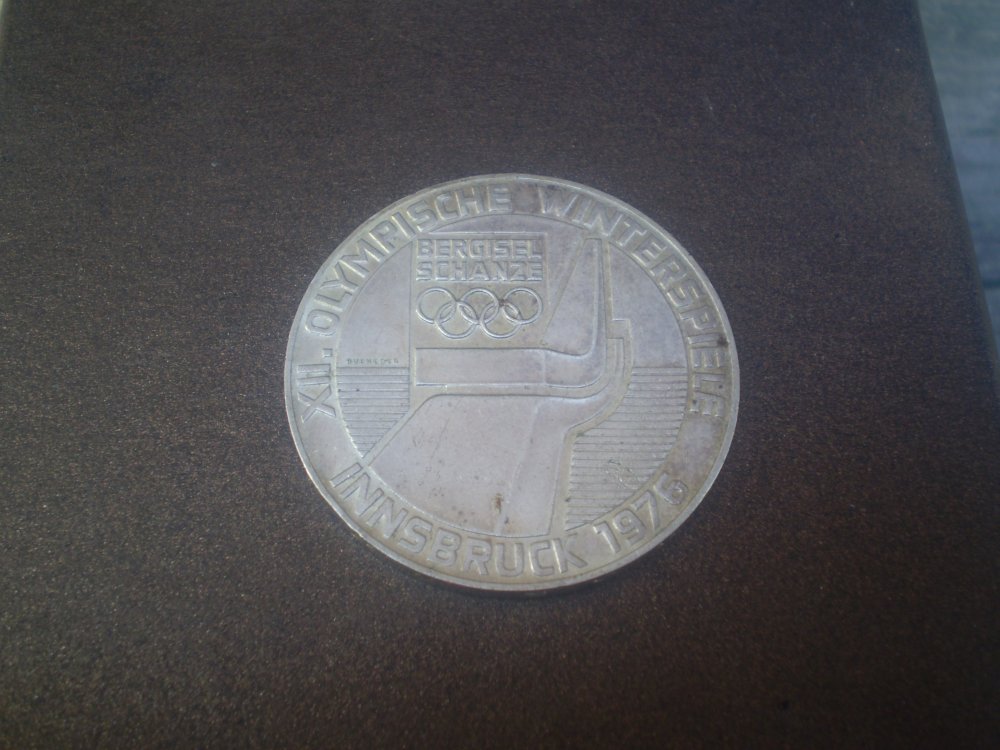 XII. OLYMPISCHE WINTERSPIELE
BERGISEL
SCHANZE
INNSBRUCK 1976